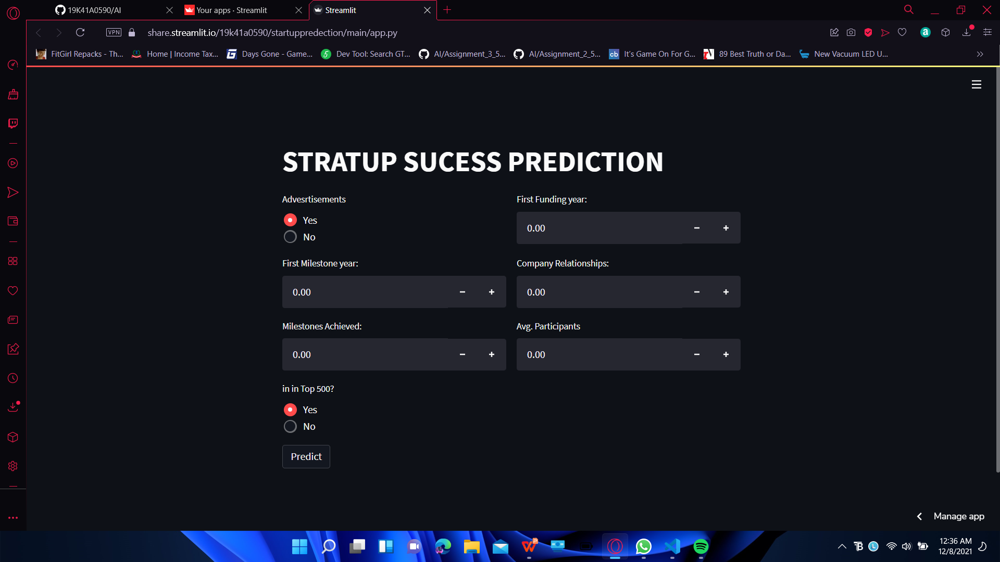 19K41A0590/AI
Your apps · Streamlit
Streamlit
VPN
share.streamlit.io/19k41a0590/startuppredection/main/app.py
FitGirl Repacks - Th...
Home | Income Tax...
Days Gone - Game...
Dev Tool: Search GT...
AI/Assignment_3_5...
AI/Assignment_2_5...
cb
It's Game On For G...
TV
89 Best Truth or Da...
New Vacuum LED U...
STRATUP SUCESS PREDICTION
Advesrtisements
Yes
No
First Funding year:
0.00
First Milestone year:
0.00
Company Relationships:
0.00
Milestones Achieved:
0.00
Avg. Participants
0.00
in in Top 500?
Yes
No
Predict
Manage app
12:36 AM
12/8/2021